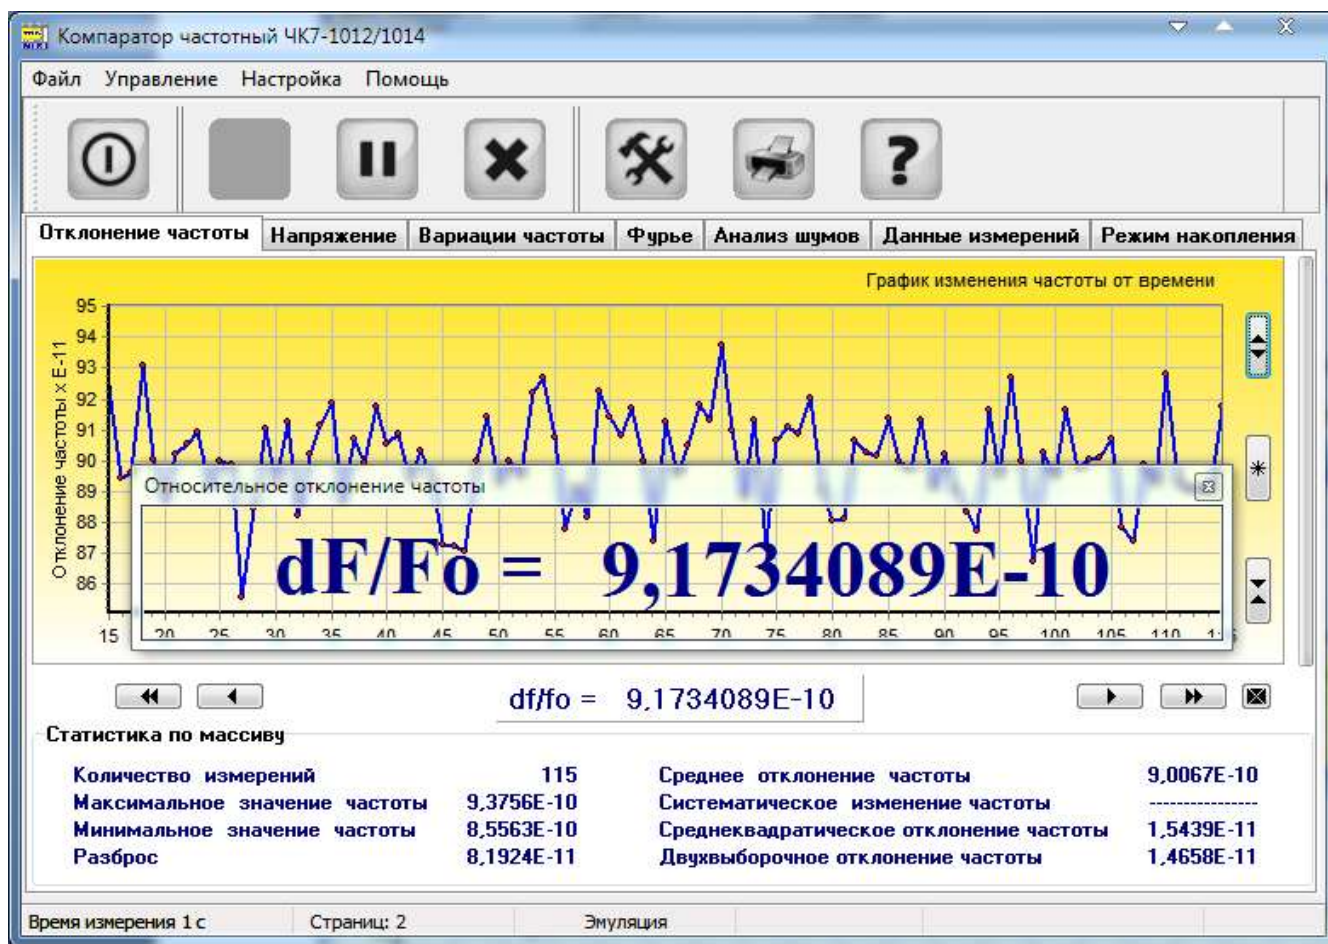 Компаратор частотный ЧК7-1012/1014
Файл Управление Настройка Помощь
Отклонение частоты Напряжение Вариации частоты Фурье Анализ шумов Данные измерений Режим накопления
График изменения частоты от времени
Отклонение частоты x E-11
95
94
93
92
91
90
89
88
87
86
Относительное отклонение частоты
dF/Fo = 9,1734089E-10
15 20 25 30 35 40 45 50 55 60 65 70 75 80 85 90 95 100 105 110
df/fo = 9,1734089E-10
Статистика по массиву
Количество измерений 115 Среднее отклонение частоты 9,0067E-10
Максимальное значение частоты 9,3756E-10 Систематическое изменение частоты ---------------
Минимальное значение частоты 8,5563E-10 Среднеквадратическое отклонение частоты 1,5439E-11
Разброс 8,1924E-11 Двухвыборочное отклонение частоты 1,4658E-11
Время измерения 1 с Страниц: 2 Эмуляция